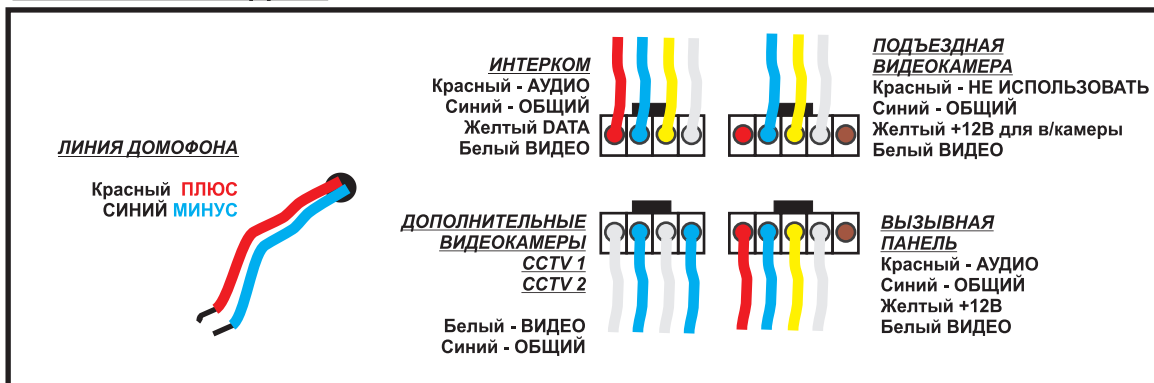 ЛИНИЯ ДОМОФОНА
Красный ПЛЮС
СИНИЙ МИНУС
ИНТЕРКОМ
Красный - АУДИО
Синий - ОБЩИЙ
Желтый DATA
Белый ВИДЕО
ПОДЪЕЗДНАЯ
ВИДЕОКАМЕРА
Красный - НЕ ИСПОЛЬЗОВАТЬ
Синий - ОБЩИЙ
Желтый +12В для в/камеры
Белый ВИДЕО
ДОПОЛНИТЕЛЬНЫЕ
ВИДЕОКАМЕРЫ
CCTV 1
CCTV 2
Белый - ВИДЕО
Синий - ОБЩИЙ
ВЫЗЫВНАЯ
ПАНЕЛЬ
Красный - АУДИО
Синий - ОБЩИЙ
Желтый +12В
Белый ВИДЕО